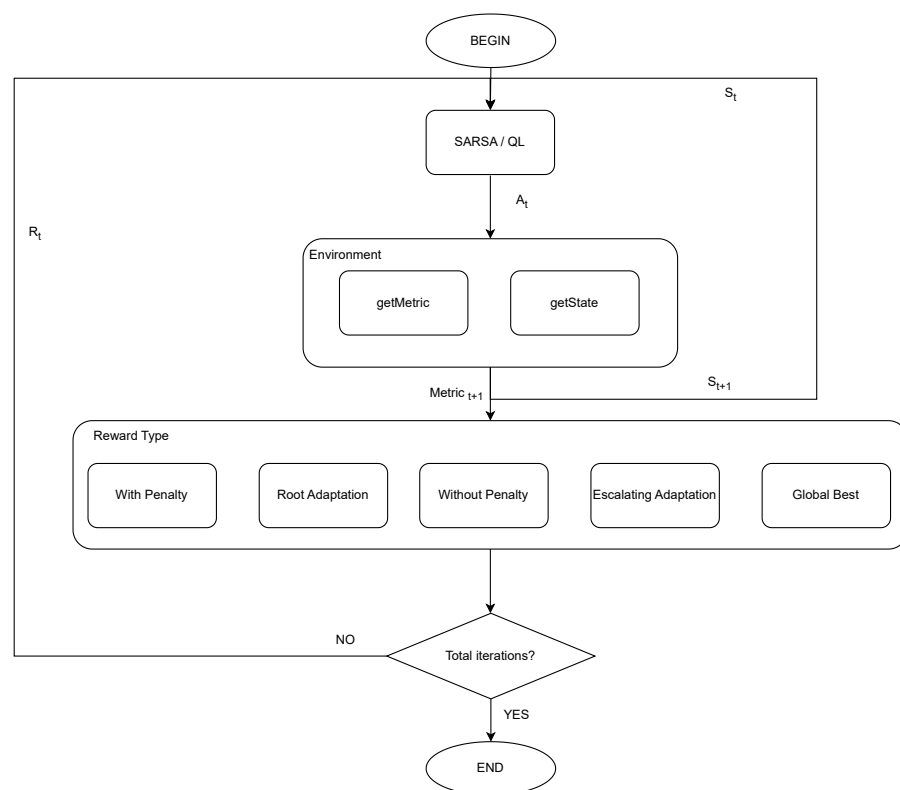 BEGIN
S_t
SARSA / QL
A_t
R_t
Environment
getMetric
getState
S_{t+1}
Metric _{t+1}
Reward Type
With Penalty
Root Adaptation
Without Penalty
Escalating Adaptation
Global Best
NO
Total iterations?
YES
END